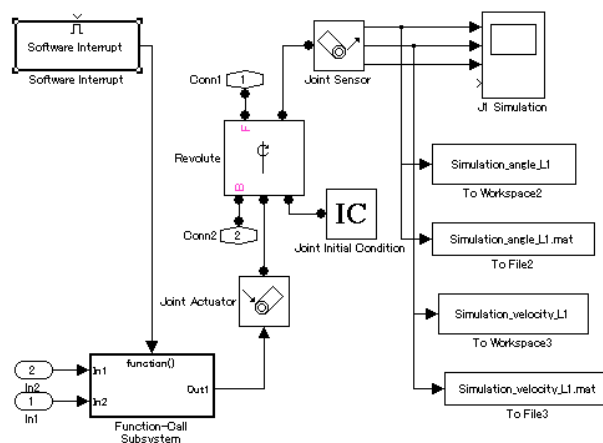 Software Interrupt
Software Interrupt
Joint Sensor
J1 Simulation
Conn1
1
F
Revolute
B
Conn2
2
IC
Joint Initial Condition
Simulation_angle_L1
To Workspace2
Simulation_angle_L1.mat
To File2
Joint Actuator
Simulation_velocity_L1
To Workspace3
Simulation_velocity_L1.mat
To File3
function()
2
In2
1
In1
In1
In2
Out1
Function-Call
Subsystem